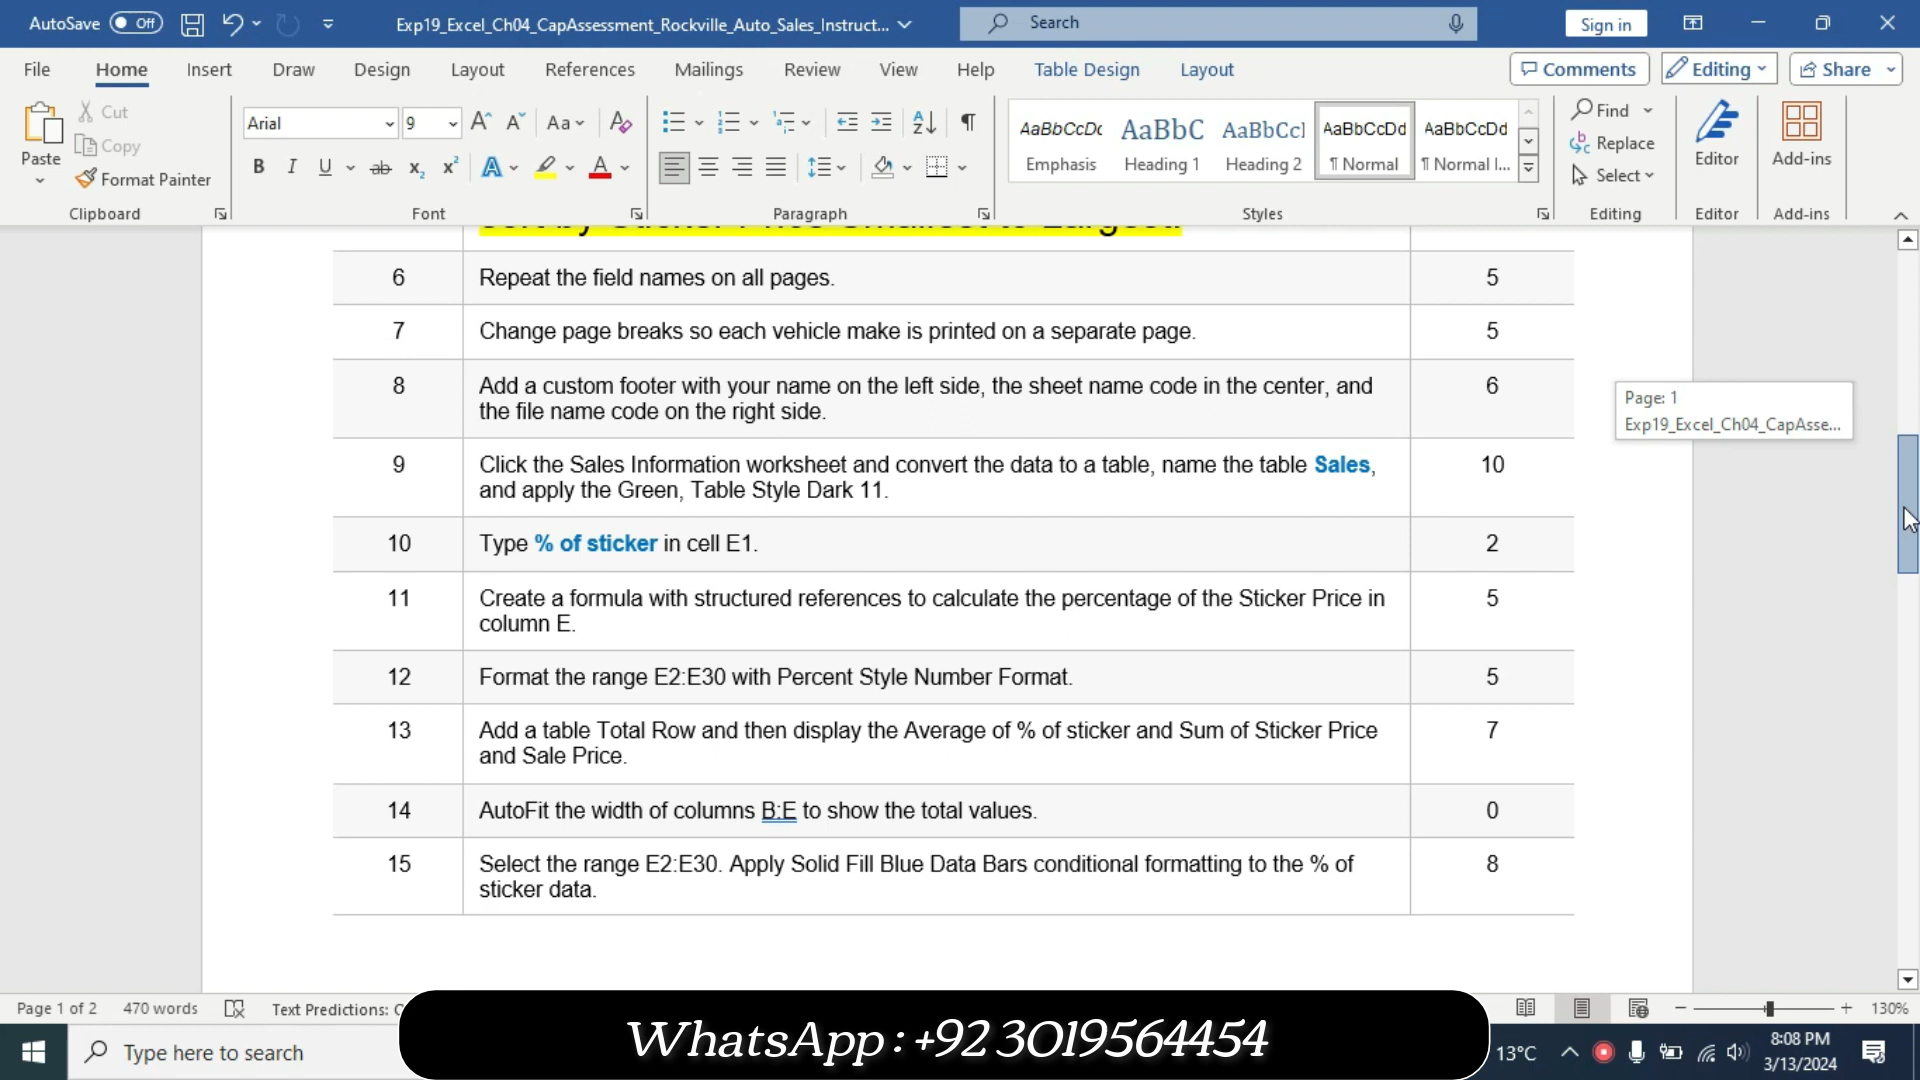 AutoSave Off
Exp19_Excel_Ch04_CapAssessment_Rockville_Auto_Sales_Instruct...
Search
Sign in
File Home Insert Draw Design Layout References Mailings Review View Help Table Design Layout
Comments Editing Share
Paste
Cut
Copy
Format Painter
Clipboard
Arial 9
Font
Paragraph
AaBbCcDc AaBbC AaBbCcl AaBbCcDd AaBbCcDd
Emphasis Heading 1 Heading 2 ¶ Normal ¶ Normal I...
Styles
Find
Replace
Select
Editing
Editor
Editor
Add-ins
Add-ins
Sort by Sticker Price Smallest to Largest.
6 Repeat the field names on all pages. 5
7 Change page breaks so each vehicle make is printed on a separate page. 5
8 Add a custom footer with your name on the left side, the sheet name code in the center, and 6
the file name code on the right side.
9 Click the Sales Information worksheet and convert the data to a table, name the table Sales, 10
and apply the Green, Table Style Dark 11.
10 Type % of sticker in cell E1. 2
11 Create a formula with structured references to calculate the percentage of the Sticker Price in 5
column E.
12 Format the range E2:E30 with Percent Style Number Format. 5
13 Add a table Total Row and then display the Average of % of sticker and Sum of Sticker Price 7
and Sale Price.
14 AutoFit the width of columns B:E to show the total values. 0
15 Select the range E2:E30. Apply Solid Fill Blue Data Bars conditional formatting to the % of 8
sticker data.
Page: 1
Exp19_Excel_Ch04_CapAsse...
Page 1 of 2 470 words Text Predictions:
130%
WhatsApp : +92 3019564454
Type here to search
13°C
8:08 PM
3/13/2024